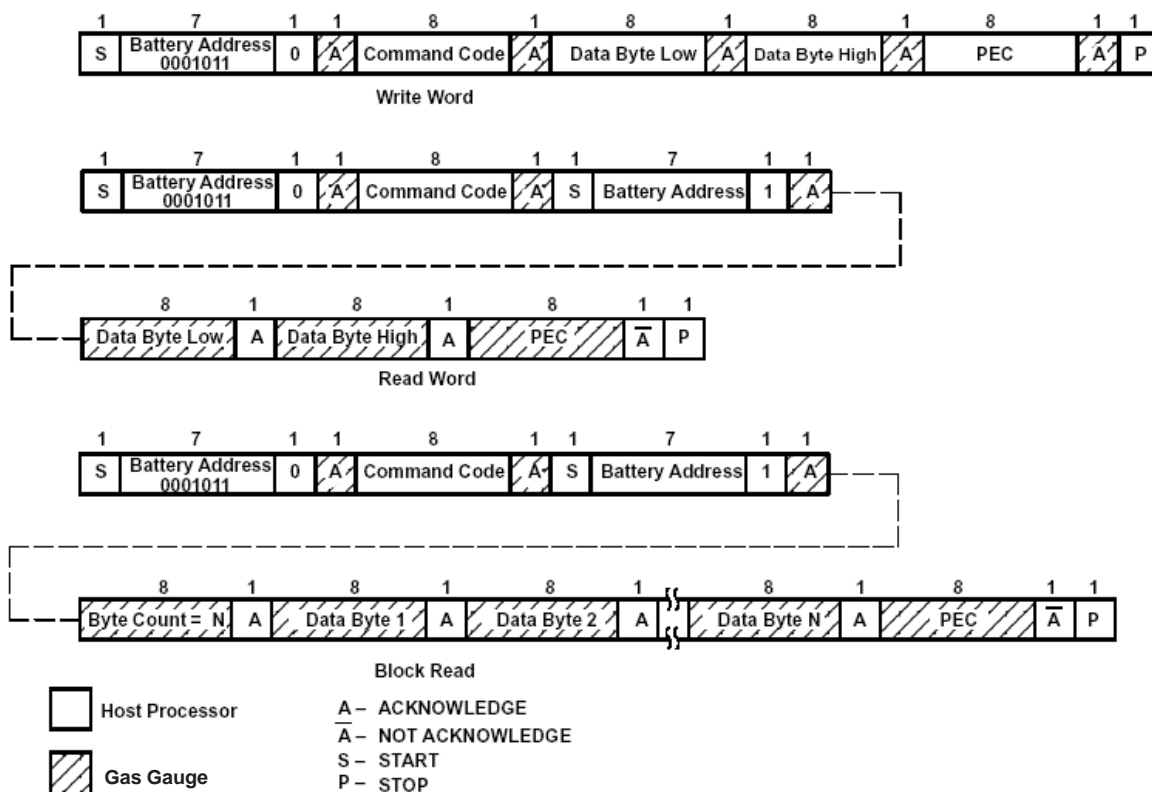 1 7 1 1 8 1 8 1 8 1 8 1 1
S Battery Address 0001011 0 A Command Code A Data Byte Low A Data Byte High A PEC A P
Write Word
1 7 1 1 8 1 1 7 1 1
S Battery Address 0001011 0 A Command Code A S Battery Address 1 A
8 1 8 1 8 1 1
Data Byte Low A Data Byte High A PEC A̅ P
Read Word
1 7 1 1 8 1 1 7 1 1
S Battery Address 0001011 0 A Command Code A S Battery Address 1 A
8 1 8 1 8 1 8 1 8 1 1
Byte Count = N A Data Byte 1 A Data Byte 2 A Data Byte N A PEC A̅ P
Block Read
Host Processor
Gas Gauge
A – ACKNOWLEDGE
A̅ – NOT ACKNOWLEDGE
S – START
P – STOP